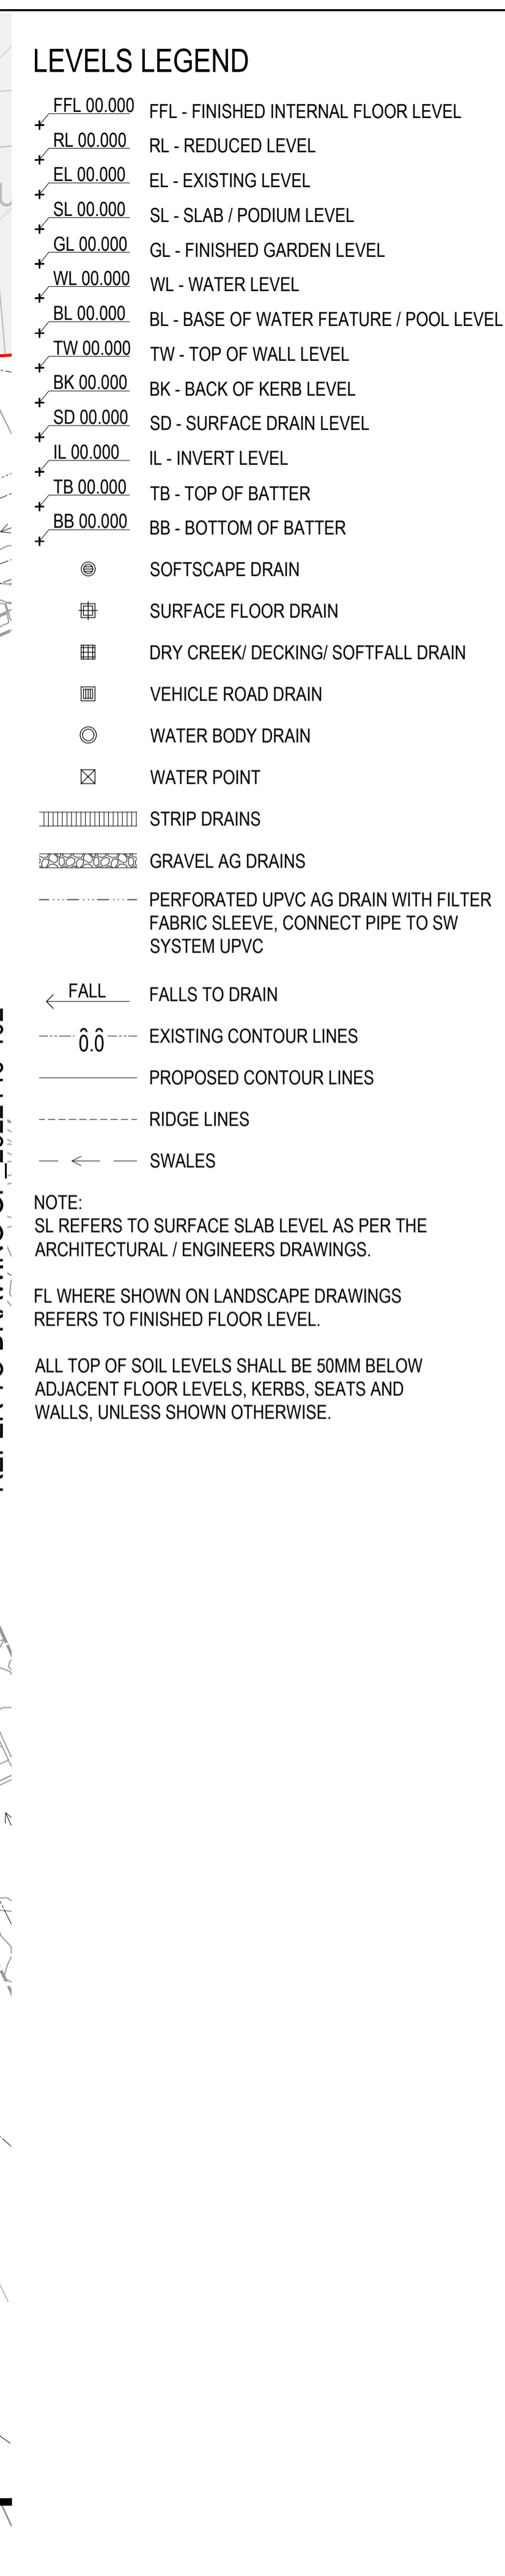 LEVELS LEGEND
FFL 00.000 FFL - FINISHED INTERNAL FLOOR LEVEL
RL 00.000 RL - REDUCED LEVEL
EL 00.000 EL - EXISTING LEVEL
SL 00.000 SL - SLAB / PODIUM LEVEL
GL 00.000 GL - FINISHED GARDEN LEVEL
WL 00.000 WL - WATER LEVEL
BL 00.000 BL - BASE OF WATER FEATURE / POOL LEVEL
TW 00.000 TW - TOP OF WALL LEVEL
BK 00.000 BK - BACK OF KERB LEVEL
SD 00.000 SD - SURFACE DRAIN LEVEL
IL 00.000 IL - INVERT LEVEL
TB 00.000 TB - TOP OF BATTER
BB 00.000 BB - BOTTOM OF BATTER
SOFTSCAPE DRAIN
SURFACE FLOOR DRAIN
DRY CREEK/ DECKING/ SOFTFALL DRAIN
VEHICLE ROAD DRAIN
WATER BODY DRAIN
WATER POINT
STRIP DRAINS
GRAVEL AG DRAINS
PERFORATED UPVC AG DRAIN WITH FILTER
FABRIC SLEEVE, CONNECT PIPE TO SW
SYSTEM UPVC
FALL FALLS TO DRAIN
0.0 EXISTING CONTOUR LINES
PROPOSED CONTOUR LINES
RIDGE LINES
SWALES
NOTE:
SL REFERS TO SURFACE SLAB LEVEL AS PER THE
ARCHITECTURAL / ENGINEERS DRAWINGS.
FL WHERE SHOWN ON LANDSCAPE DRAWINGS
REFERS TO FINISHED FLOOR LEVEL.
ALL TOP OF SOIL LEVELS SHALL BE 50MM BELOW
ADJACENT FLOOR LEVELS, KERBS, SEATS AND
WALLS, UNLESS SHOWN OTHERWISE.